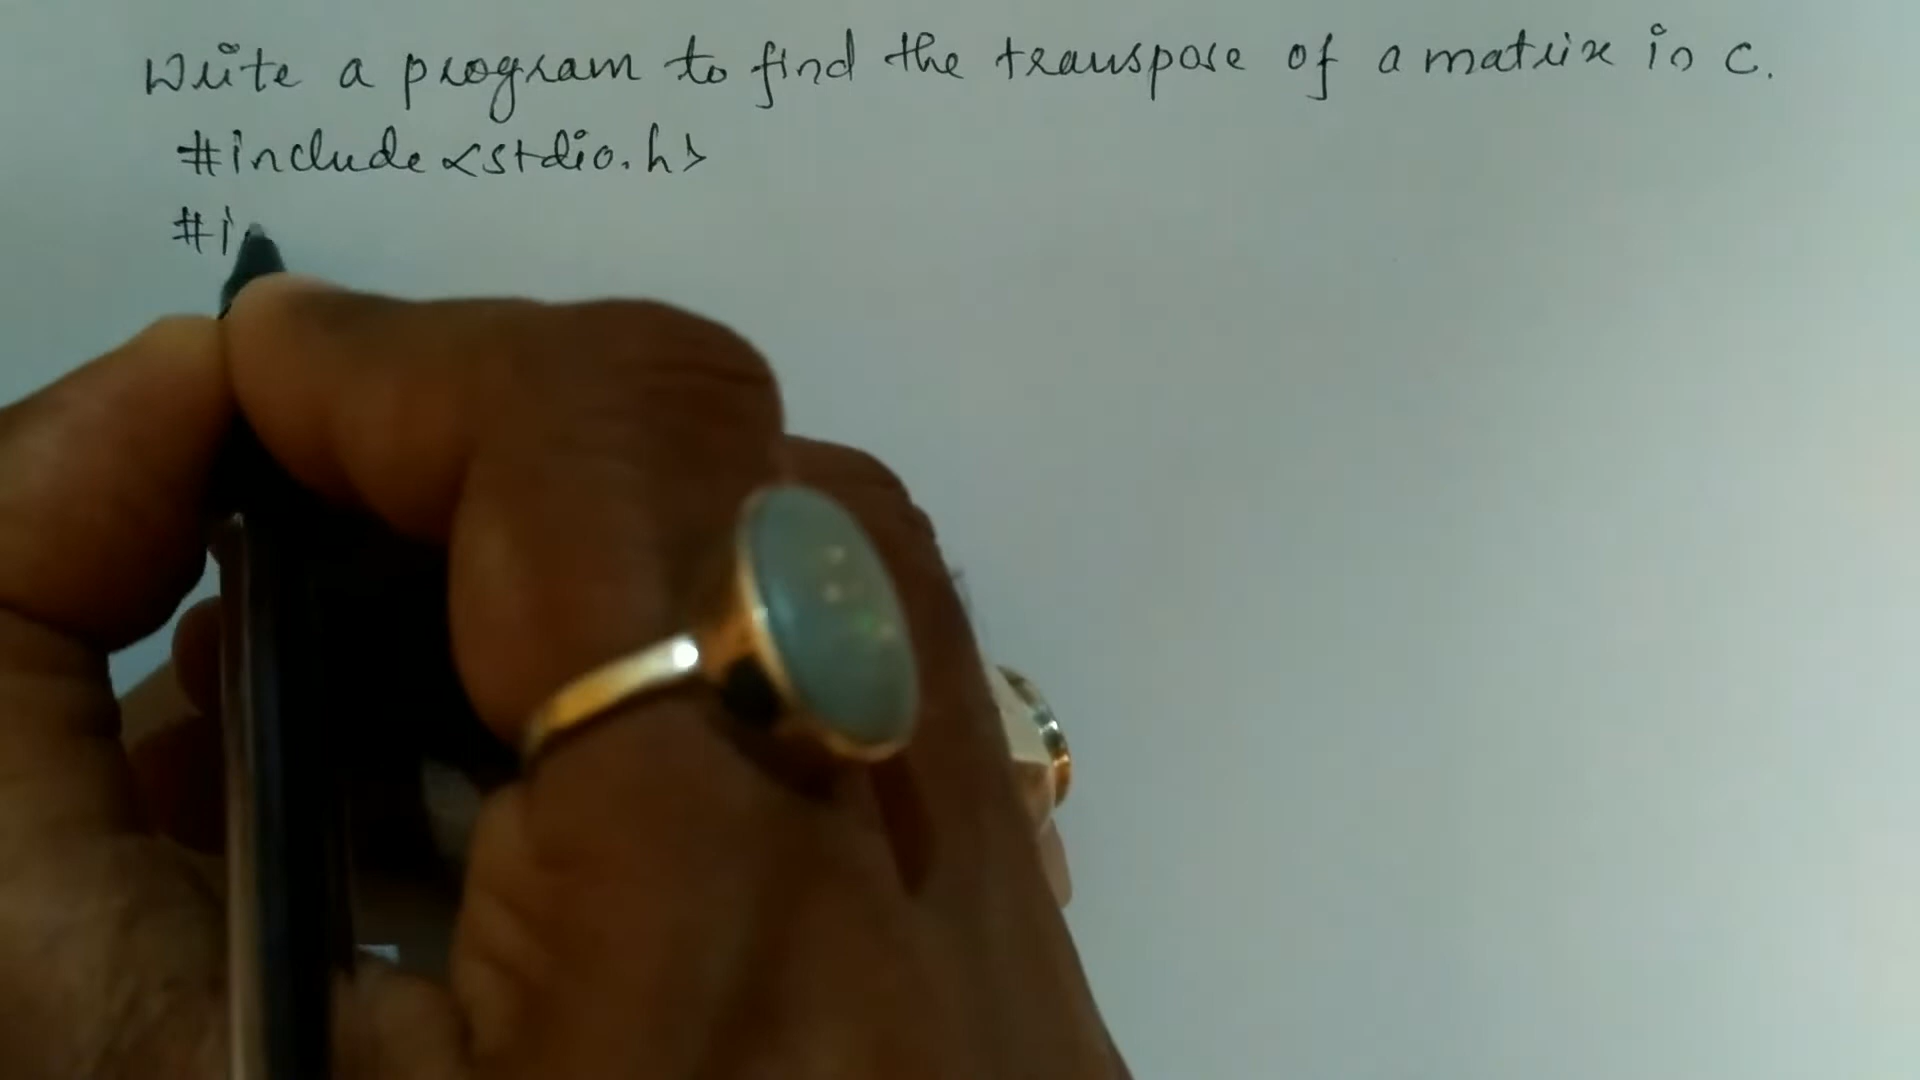 Write a program to find the transpose of a matrix in c.
#include <stdio.h>
#i